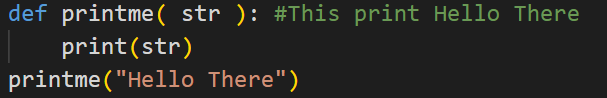 def printme( str ): #This print Hello There
    print(str)
printme("Hello There")